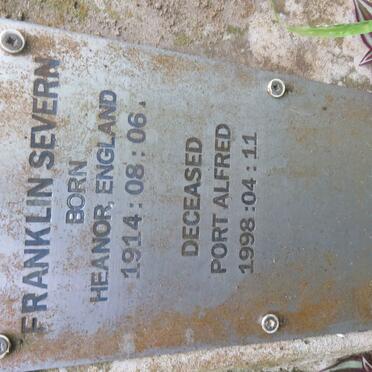 FRANKLIN SEVERN
BORN
HEANOR, ENGLAND
1914:08:06
DECEASED
PORT ALFRED
1998:04:11